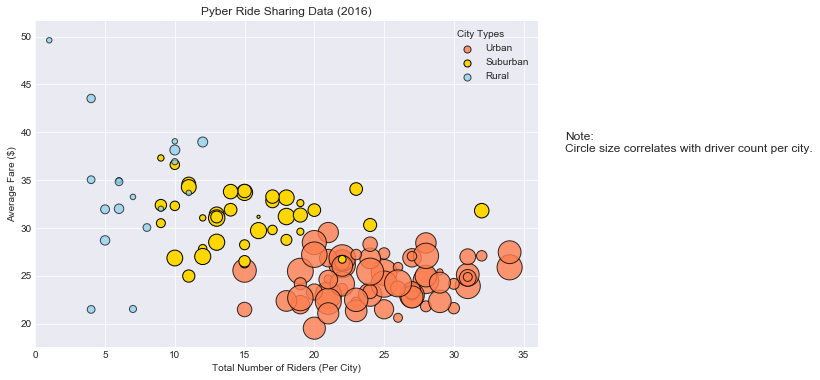 Pyber Ride Sharing Data (2016)
City Types
Urban
Suburban
Rural
Note:
Circle size correlates with driver count per city.
Average Fare ($)
50
45
40
35
30
25
20
0
5
10
15
20
25
30
35
Total Number of Riders (Per City)